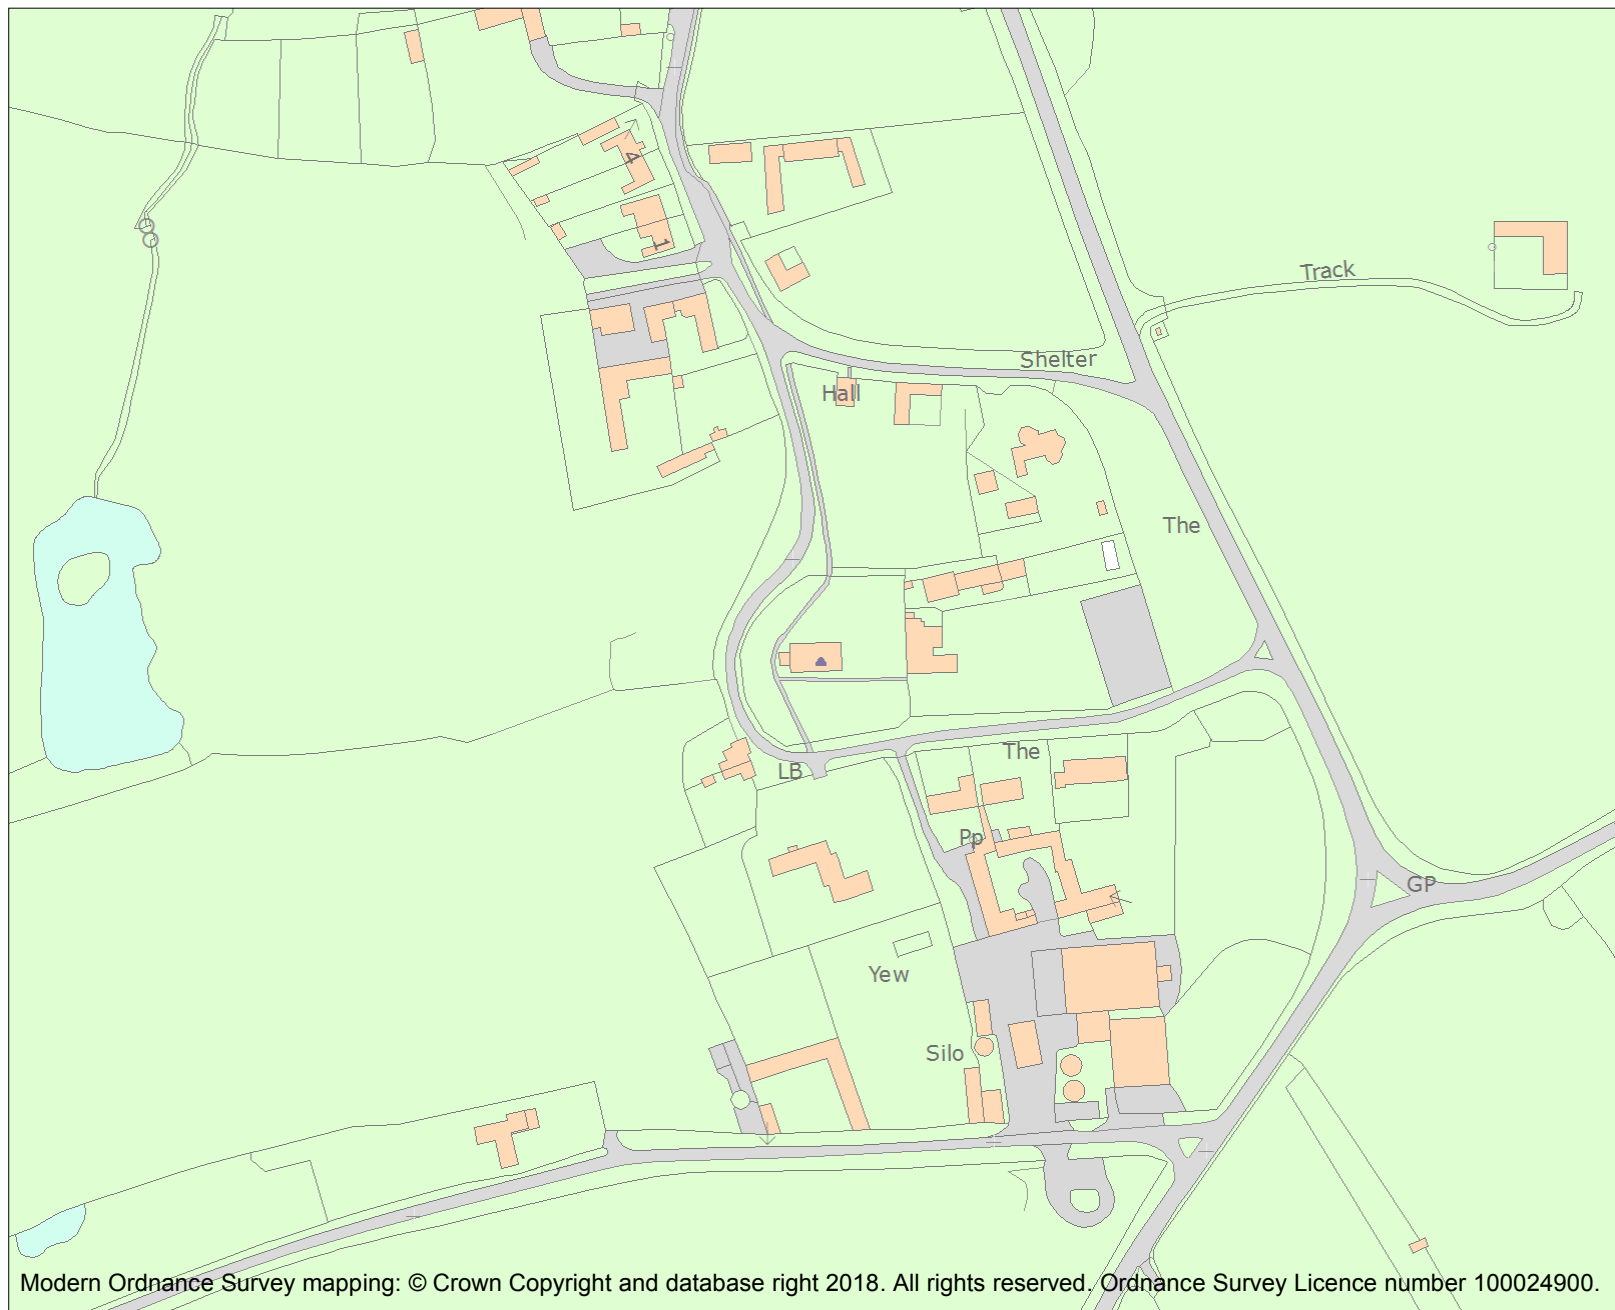 4
1
Track
Shelter
Hall
The
The
LB
Pp
GP
Yew
Silo
Modern Ordnance Survey mapping: © Crown Copyright and database right 2018. All rights reserved. Ordnance Survey Licence number 100024900.